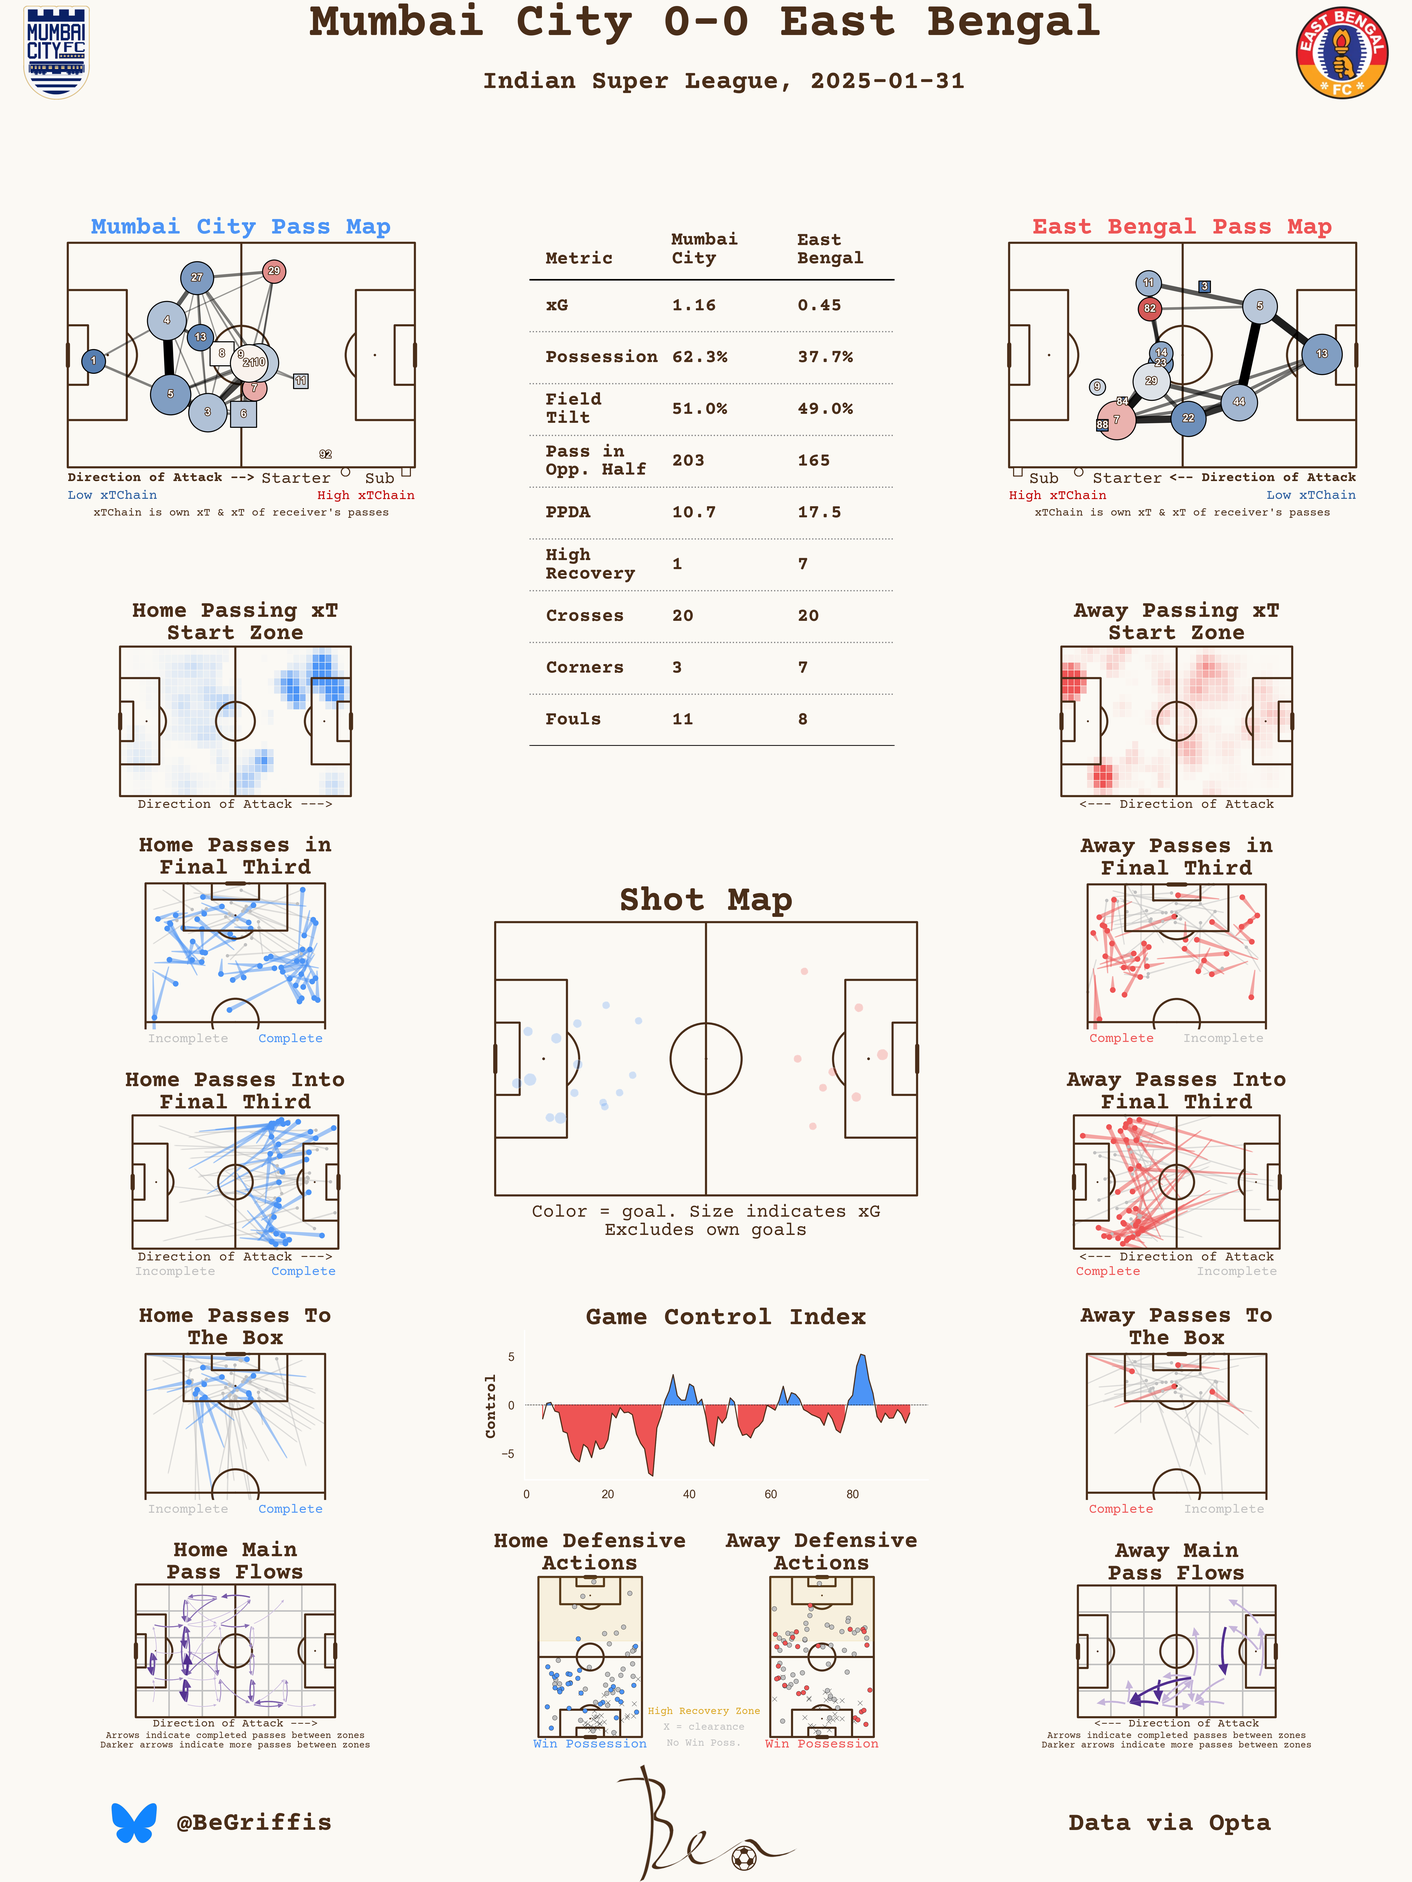 Mumbai City 0-0 East Bengal
Indian Super League, 2025-01-31
MUMBAI
CITY FC
EAST BENGAL
FC
Mumbai City Pass Map
27
29
4
13
8
9
21
10
1
11
7
5
3
6
92
Direction of Attack --> Starter Sub
Low xTChain High xTChain
xTChain is own xT & xT of receiver's passes
Metric Mumbai City East Bengal
xG 1.16 0.45
Possession 62.3% 37.7%
Field Tilt 51.0% 49.0%
Pass in Opp. Half 203 165
PPDA 10.7 17.5
High Recovery 1 7
Crosses 20 20
Corners 3 7
Fouls 11 8
East Bengal Pass Map
11
3
82
5
14
23
13
29
9
84
44
7
88
22
Sub Starter <-- Direction of Attack
High xTChain Low xTChain
xTChain is own xT & xT of receiver's passes
Home Passing xT
Start Zone
Direction of Attack --->
Away Passing xT
Start Zone
<--- Direction of Attack
Home Passes in
Final Third
Incomplete Complete
Away Passes in
Final Third
Complete Incomplete
Shot Map
Color = goal. Size indicates xG
Excludes own goals
Home Passes Into
Final Third
Direction of Attack --->
Incomplete Complete
Away Passes Into
Final Third
<--- Direction of Attack
Complete Incomplete
Home Passes To
The Box
Incomplete Complete
Game Control Index
Control
5
0
−5
0 20 40 60 80
Away Passes To
The Box
Complete Incomplete
Home Main
Pass Flows
Direction of Attack --->
Arrows indicate completed passes between zones
Darker arrows indicate more passes between zones
Home Defensive
Actions
Win Possession
Away Defensive
Actions
Win Possession
High Recovery Zone
X = clearance
No Win Poss.
Away Main
Pass Flows
<--- Direction of Attack
Arrows indicate completed passes between zones
Darker arrows indicate more passes between zones
@BeGriffis
Ben
Data via Opta